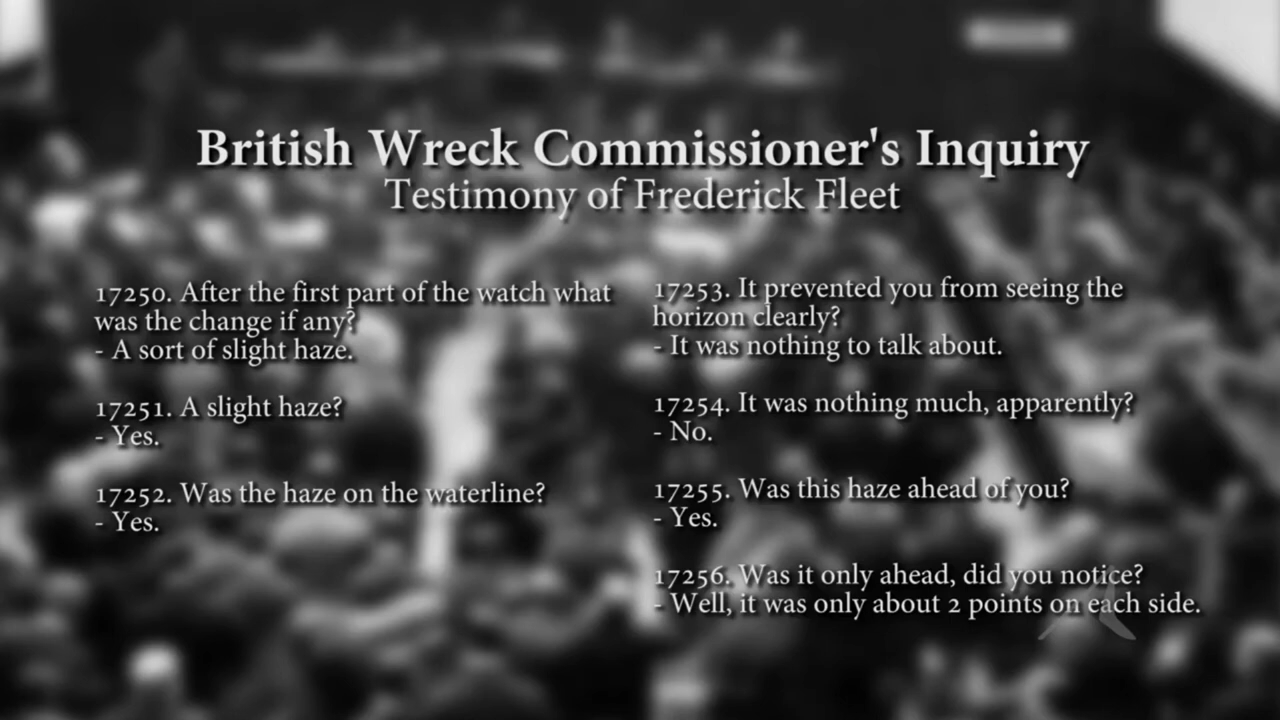 British Wreck Commissioner's Inquiry
Testimony of Frederick Fleet
17250. After the first part of the watch what
was the change if any?
- A sort of slight haze.
17251. A slight haze?
- Yes.
17252. Was the haze on the waterline?
- Yes.
17253. It prevented you from seeing the
horizon clearly?
- It was nothing to talk about.
17254. It was nothing much, apparently?
- No.
17255. Was this haze ahead of you?
- Yes.
17256. Was it only ahead, did you notice?
- Well, it was only about 2 points on each side.